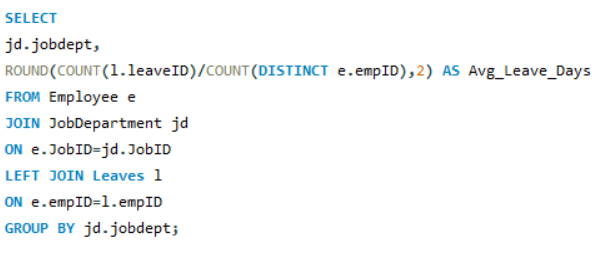 SELECT
jd.jobdept,
ROUND(COUNT(l.leaveID)/COUNT(DISTINCT e.empID),2) AS Avg_Leave_Days
FROM Employee e
JOIN JobDepartment jd
ON e.JobID=jd.JobID
LEFT JOIN Leaves l
ON e.empID=l.empID
GROUP BY jd.jobdept;